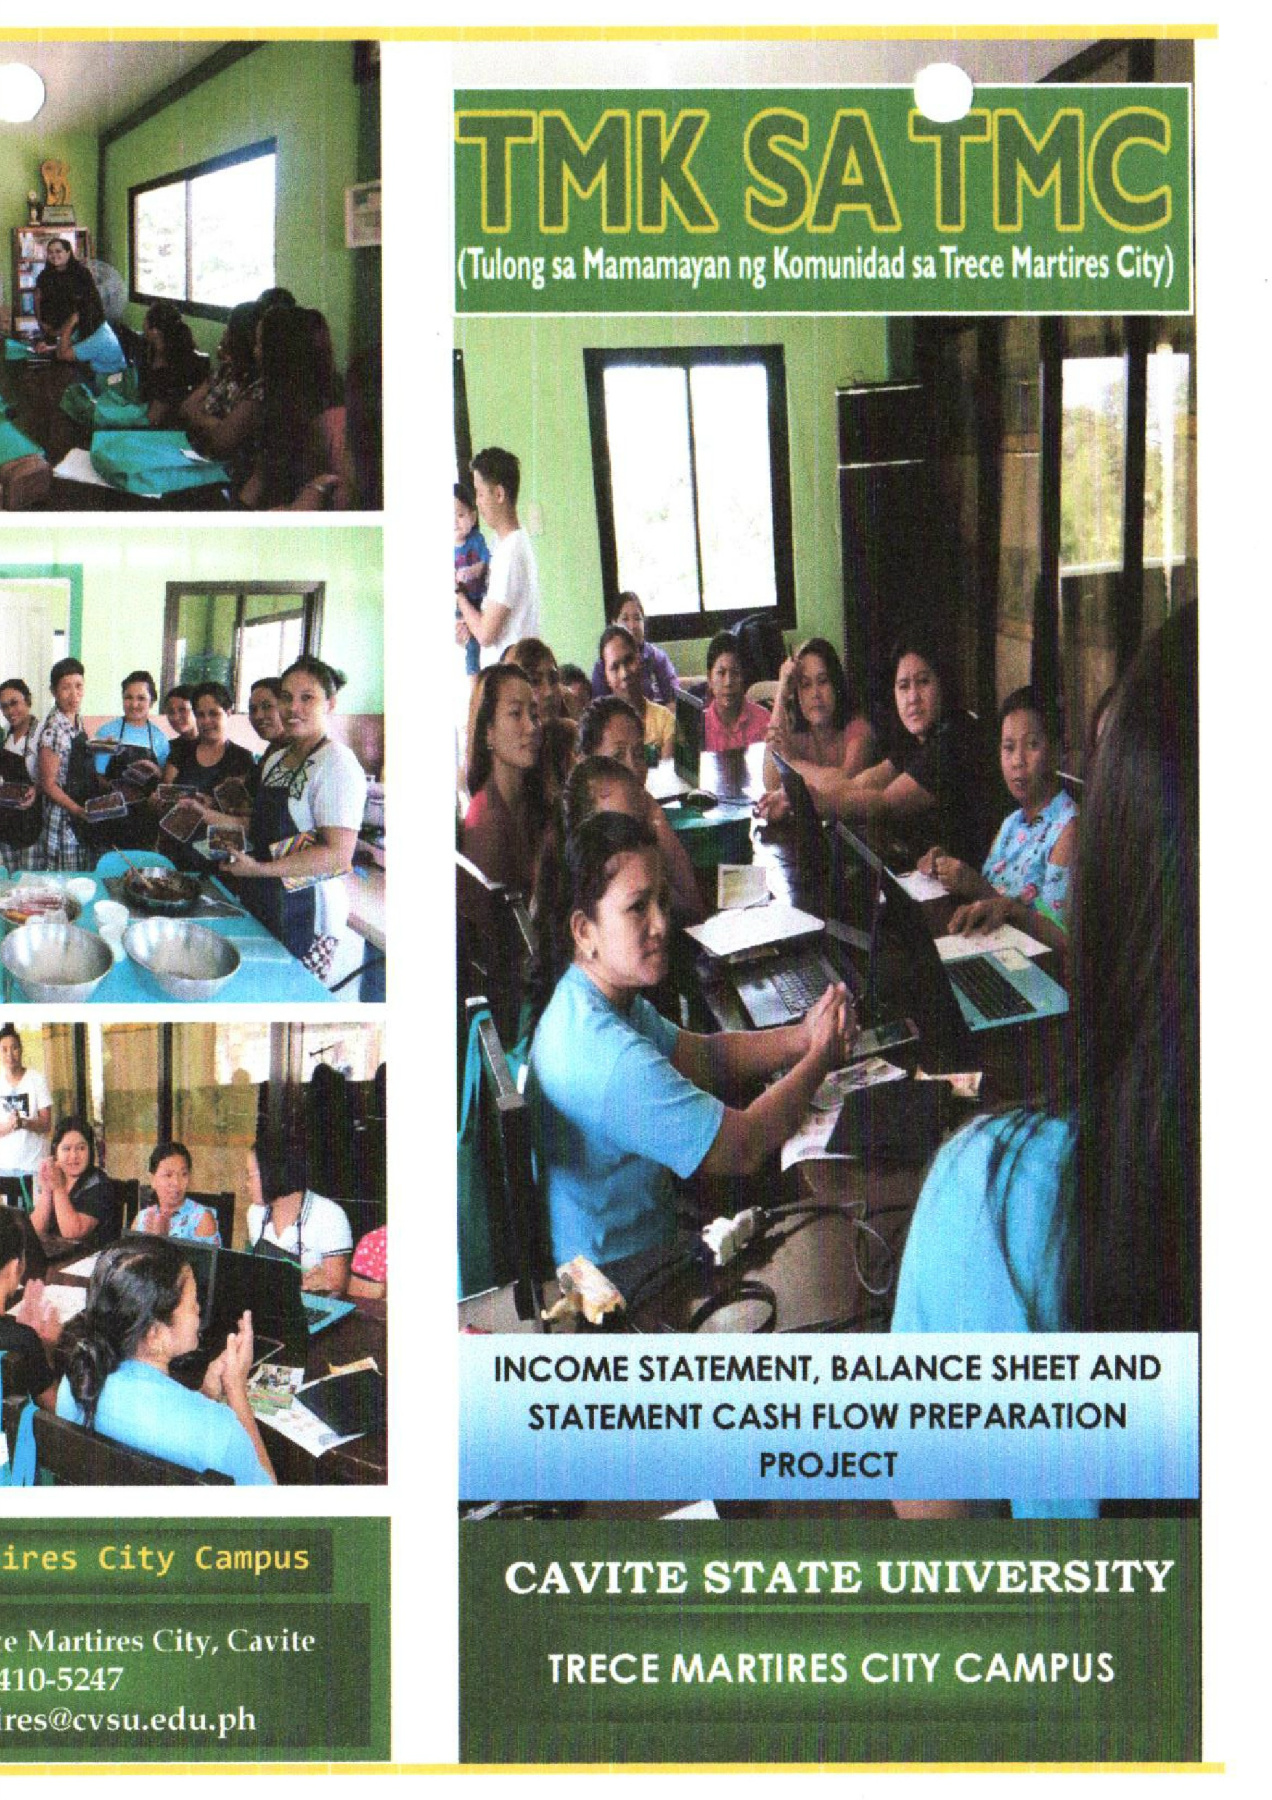 TMK SA TMC
(Tulong sa Mamamayan ng Komunidad sa Trece Martires City)
INCOME STATEMENT, BALANCE SHEET AND
STATEMENT CASH FLOW PREPARATION
PROJECT
CAVITE STATE UNIVERSITY
TRECE MARTIRES CITY CAMPUS
ires City Campus
e Martires City, Cavite
410-5247
ires@cvsu.edu.ph